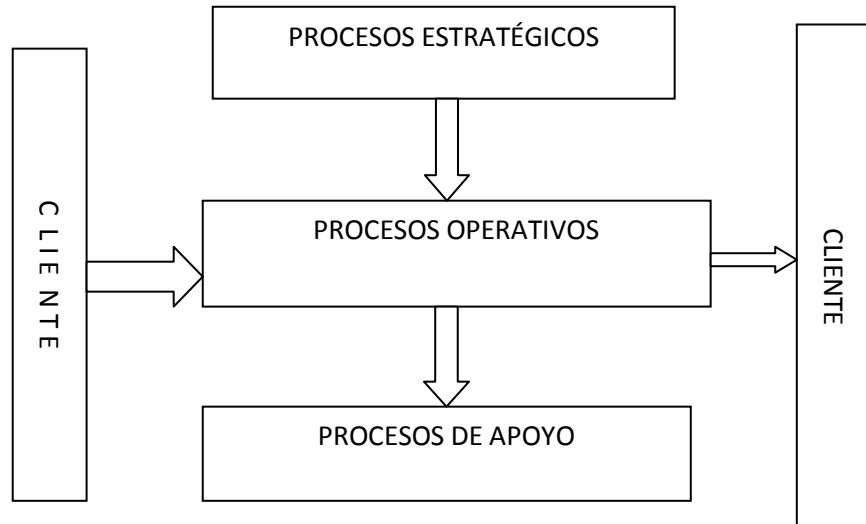 PROCESOS ESTRATÉGICOS
C LIE NTE
PROCESOS OPERATIVOS
CLIENTE
PROCESOS DE APOYO